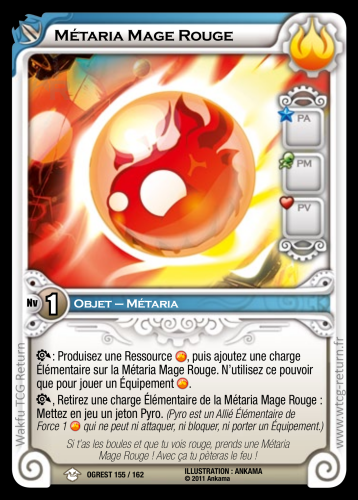 MÉTARIA MAGE ROUGE
PA
PM
PV
Nv 1 OBJET – MÉTARIA
: Produisez une Ressource , puis ajoutez une charge
Élémentaire sur la Métaria Mage Rouge. N'utilisez ce pouvoir
que pour jouer un Équipement .
, Retirez une charge Élémentaire de la Métaria Mage Rouge :
Mettez en jeu un jeton Pyro. (Pyro est un Allié Élémentaire de
Force 1 qui ne peut ni attaquer, ni bloquer, ni porter un Équipement.)
Si t'as les boules et que tu vois rouge, prends une Métaria
Mage Rouge ! Avec ça tu pèteras le feu !
OGREST 155 / 162
ILLUSTRATION : ANKAMA
© 2011 Ankama
Wakfu TCG Return
www.wtcg-return.fr